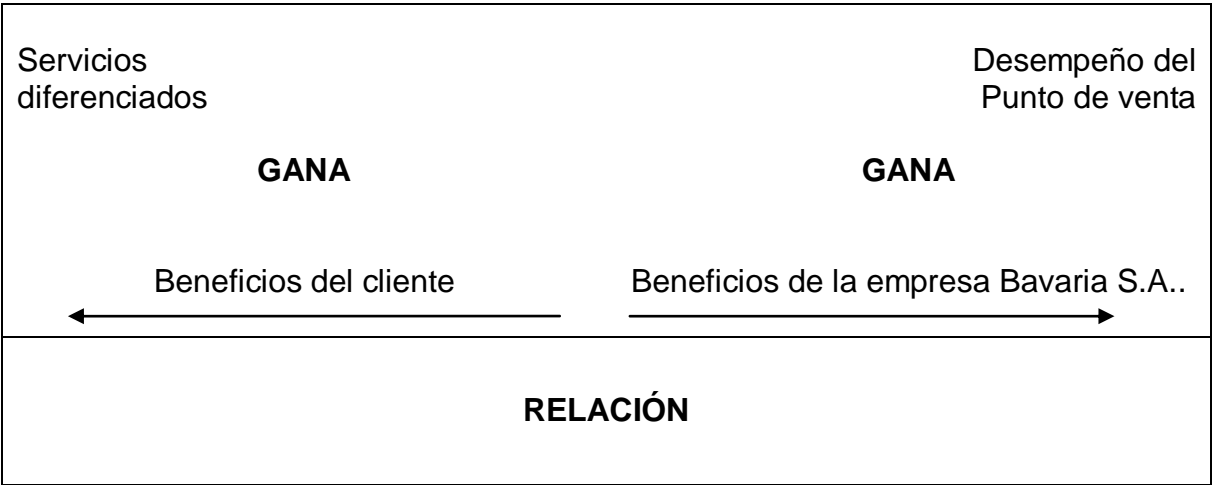 Servicios
diferenciados
Desempeño del
Punto de venta
GANA
GANA
Beneficios del cliente
Beneficios de la empresa Bavaria S.A..
RELACIÓN